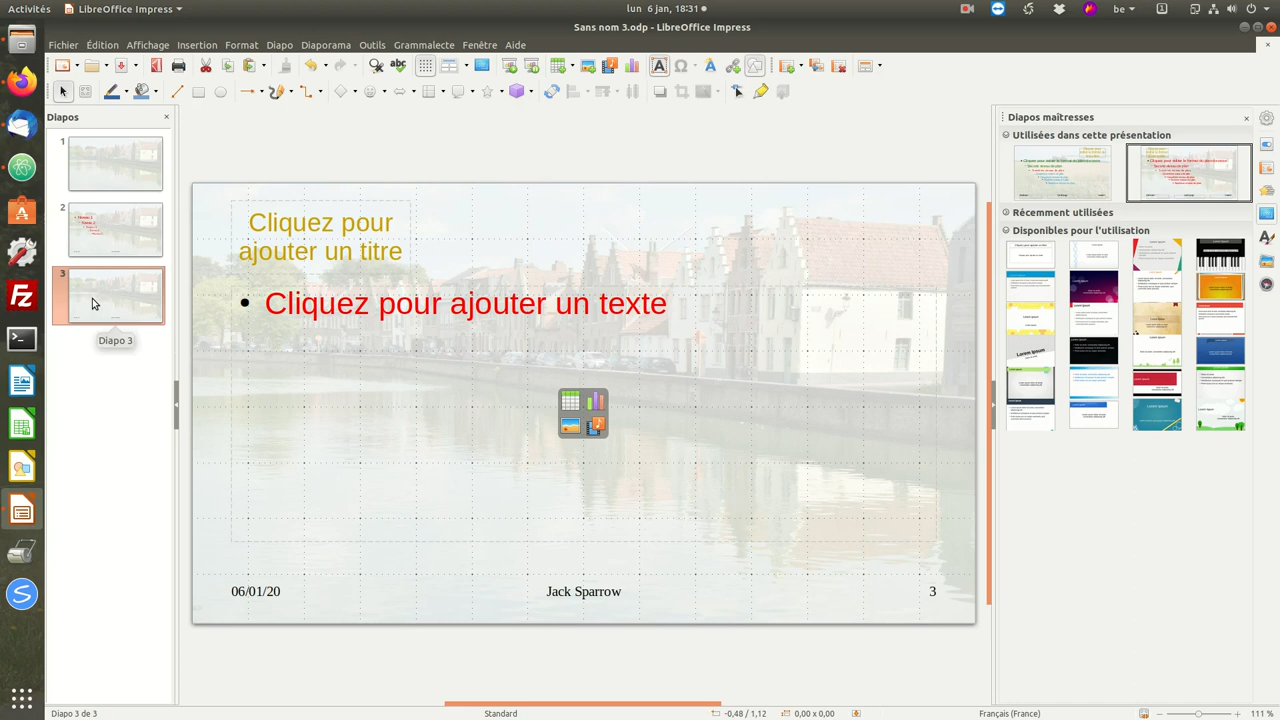 Activités
LibreOffice Impress
lun 6 jan, 18:31
be
Sans nom 3.odp - LibreOffice Impress
Fichier Édition Affichage Insertion Format Diapo Diaporama Outils Grammalecte Fenêtre Aide
Diapos
1
2
3
Diapo 3
Cliquez pour
ajouter un titre
• Cliquez pour ajouter un texte
06/01/20
Jack Sparrow
3
Diapos maîtresses
Utilisées dans cette présentation
Récemment utilisées
Disponibles pour l'utilisation
Diapo 3 de 3
Standard
-0,48 / 1,12
0,00 x 0,00
Français (France)
111 %